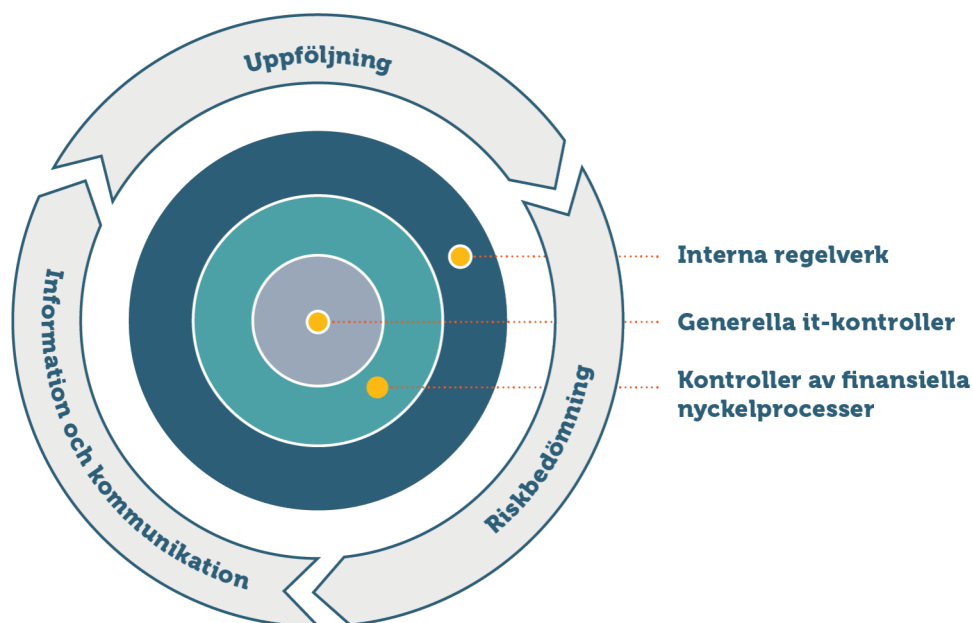 Uppföljning
Interna regelverk
Generella it-kontroller
Kontroller av finansiella
nyckelprocesser
Riskbedömning
Information och kommunikation